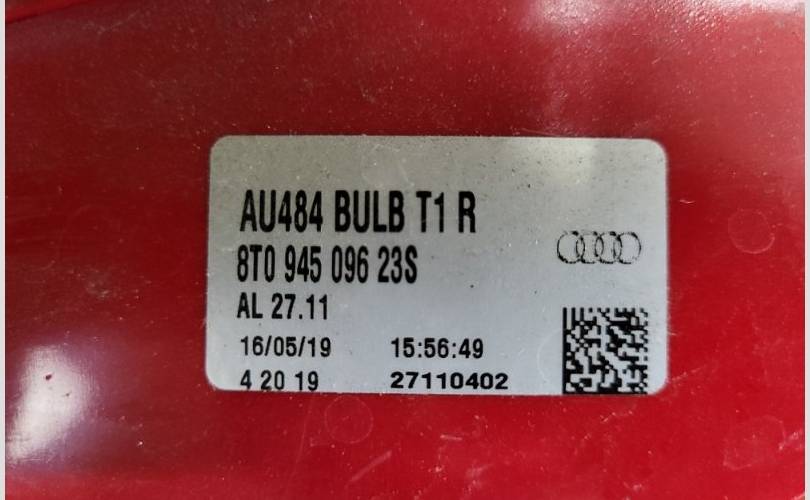 AU484 BULB T1 R
8T0 945 096 23S
AL 27.11
16/05/19 15:56:49
4 20 19 27110402